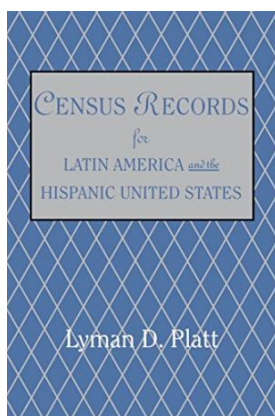 CENSUS RECORDS
for
LATIN AMERICA and the
HISPANIC UNITED STATES
Lyman D. Platt